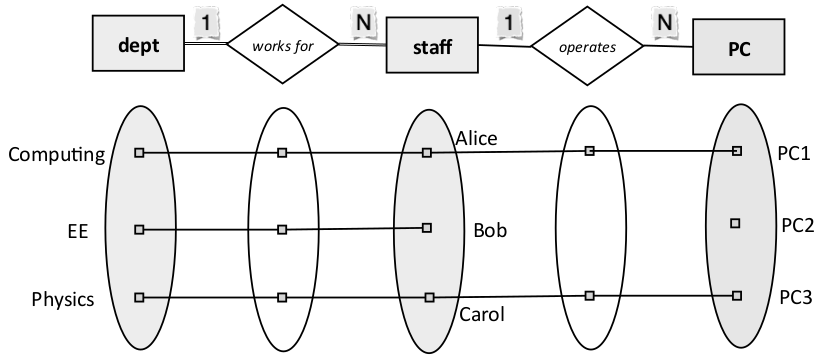 1 N 1 N
dept works for staff operates PC
Alice
Computing PC1
EE Bob PC2
Physics PC3
Carol